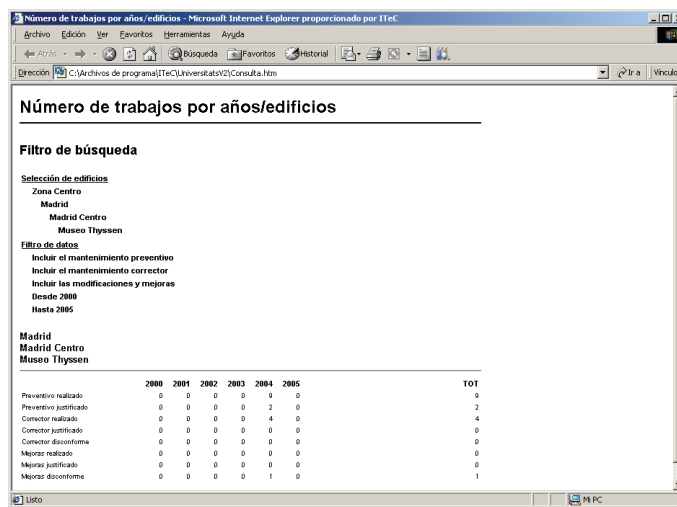 Número de trabajos por años/edificios - Microsoft Internet Explorer proporcionado por ITeC
Archivo Edición Ver Favoritos Herramientas Ayuda
Atrás Búsqueda Favoritos Historial
Dirección C:\Archivos de programa\ITeC\UniversitatsV2\Consulta.htm Ir a Vínculo
Número de trabajos por años/edificios
Filtro de búsqueda
Selección de edificios
Zona Centro
Madrid
Madrid Centro
Museo Thyssen
Filtro de datos
Incluir el mantenimiento preventivo
Incluir el mantenimiento corrector
Incluir las modificaciones y mejoras
Desde 2000
Hasta 2005
Madrid
Madrid Centro
Museo Thyssen
2000 2001 2002 2003 2004 2005 TOT
Preventivo realizado 0 0 0 0 9 0 9
Preventivo justificado 0 0 0 0 2 0 2
Corrector realizado 0 0 0 0 4 0 4
Corrector justificado 0 0 0 0 0 0 0
Corrector disconforme 0 0 0 0 0 0 0
Mejoras realizado 0 0 0 0 0 0 0
Mejoras justificado 0 0 0 0 0 0 0
Mejoras disconforme 0 0 0 0 1 0 1
Listo Mi PC